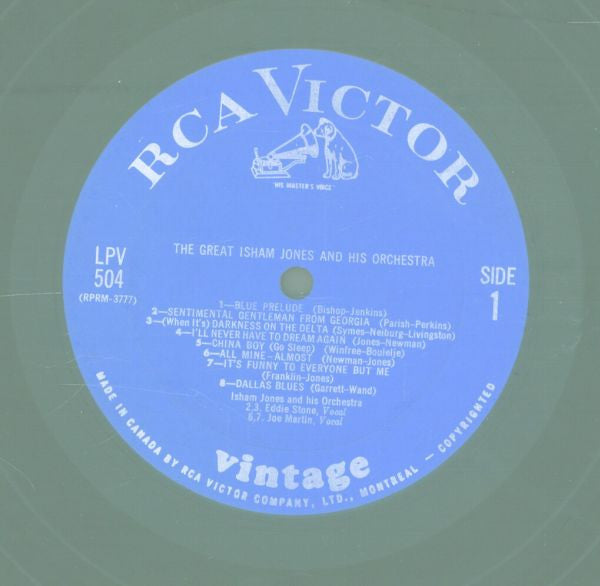 RCA VICTOR
"HIS MASTER'S VOICE"
THE GREAT ISHAM JONES AND HIS ORCHESTRA
LPV
504
(RPRM-3777)
SIDE
1
1—BLUE PRELUDE (Bishop-Jenkins)
2—SENTIMENTAL GENTLEMAN FROM GEORGIA (Parish-Perkins)
3—(When It's) DARKNESS ON THE DELTA (Symes-Neiburg-Livingston)
4—I'LL NEVER HAVE TO DREAM AGAIN (Jones-Newman)
5—CHINA BOY (Go Sleep) (Winfree-Bouielje)
6—ALL MINE—ALMOST (Newman-Jones)
7—IT'S FUNNY TO EVERYONE BUT ME
(Franklin-Jones)
8—DALLAS BLUES (Garrett-Wand)
Isham Jones and his Orchestra
2,3. Eddie Stone, Vocal
6,7. Joe Martin, Vocal
vintage
MADE IN CANADA BY RCA VICTOR COMPANY, LTD., MONTREAL — COPYRIGHTED